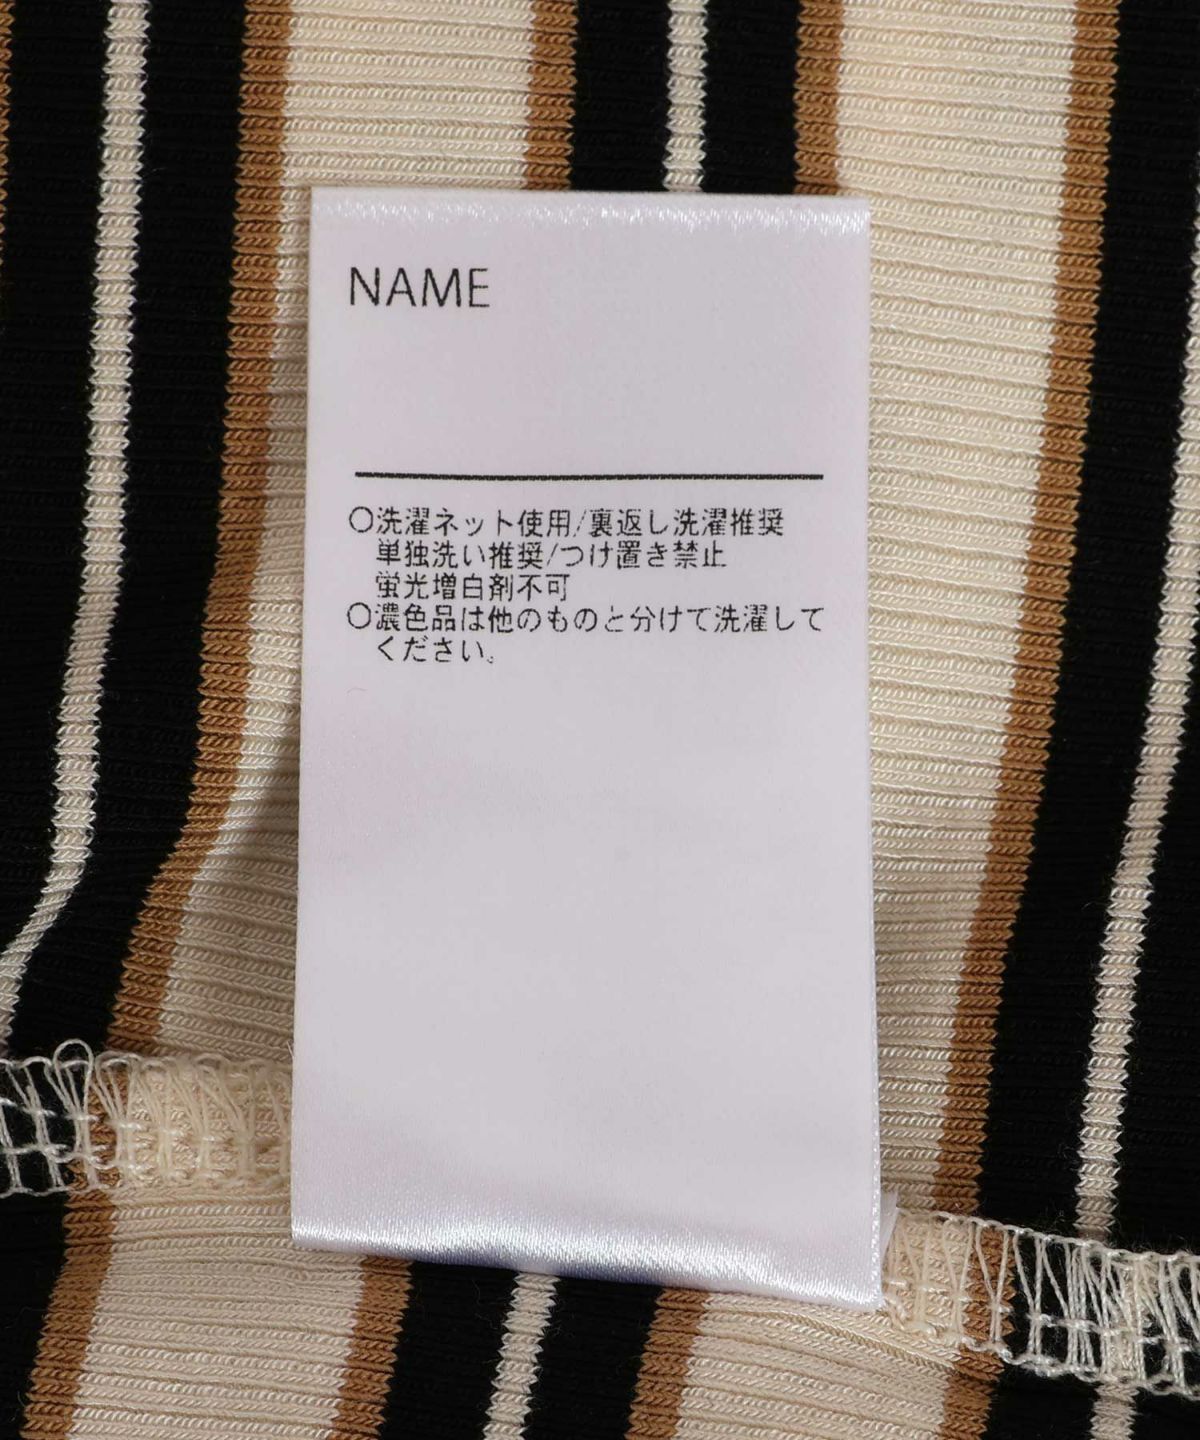 NAME
○洗濯ネット使用/裏返し洗濯推奨
単独洗い推奨/つけ置き禁止
蛍光増白剤不可
○濃色品は他のものと分けて洗濯して
ください。